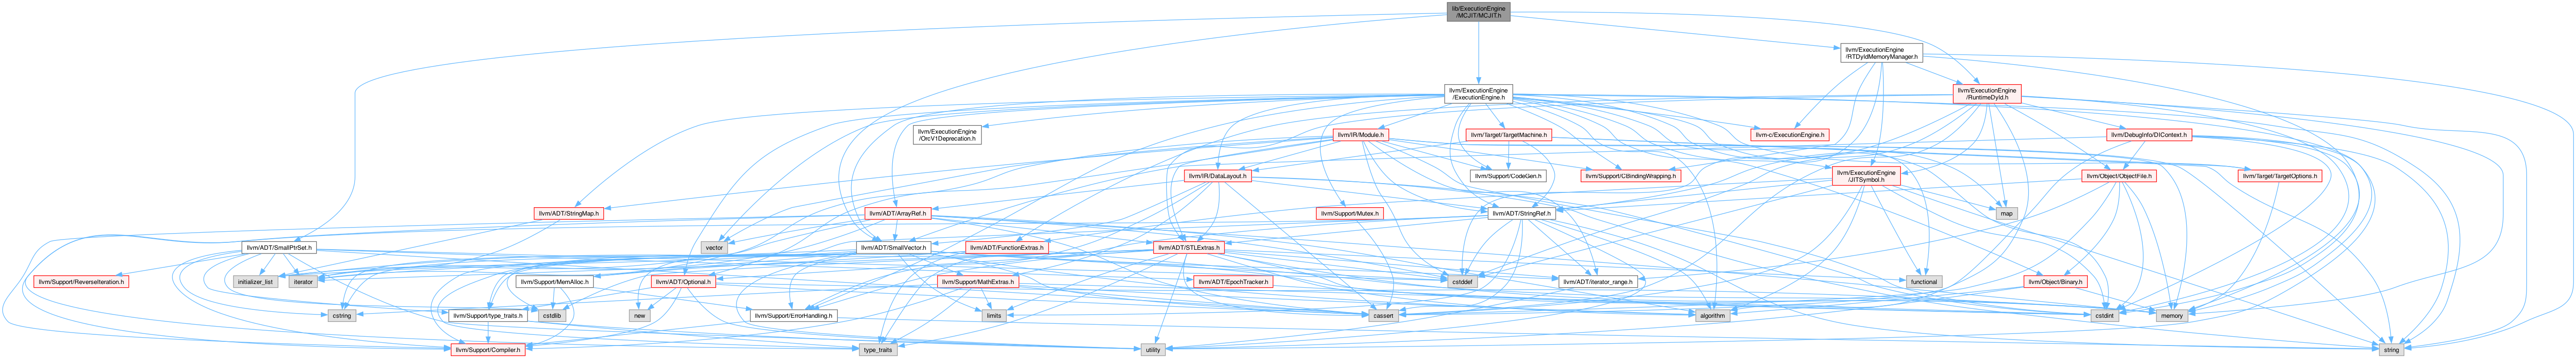 lib/ExecutionEngine
/MCJIT/MCJIT.h
llvm/ExecutionEngine
/RTDyldMemoryManager.h
llvm/ExecutionEngine
/ExecutionEngine.h
llvm/ExecutionEngine
/RuntimeDyld.h
llvm/ExecutionEngine
/OrcV1Deprecation.h
llvm/IR/Module.h
llvm/Target/TargetMachine.h
llvm-c/ExecutionEngine.h
llvm/DebugInfo/DIContext.h
llvm/IR/DataLayout.h
llvm/Support/CodeGen.h
llvm/Support/CBindingWrapping.h
llvm/ExecutionEngine
/JITSymbol.h
llvm/Object/ObjectFile.h
llvm/Target/TargetOptions.h
llvm/ADT/StringMap.h
llvm/ADT/ArrayRef.h
llvm/Support/Mutex.h
llvm/ADT/StringRef.h
map
llvm/ADT/SmallPtrSet.h
vector
llvm/ADT/SmallVector.h
llvm/ADT/FunctionExtras.h
llvm/ADT/STLExtras.h
llvm/Support/ReverseIteration.h
initializer_list
iterator
llvm/Support/MemAlloc.h
llvm/ADT/Optional.h
llvm/Support/MathExtras.h
llvm/ADT/EpochTracker.h
cstddef
llvm/ADT/iterator_range.h
functional
llvm/Object/Binary.h
cstring
llvm/Support/type_traits.h
cstdlib
new
llvm/Support/ErrorHandling.h
limits
cassert
algorithm
cstdint
memory
llvm/Support/Compiler.h
type_traits
utility
string